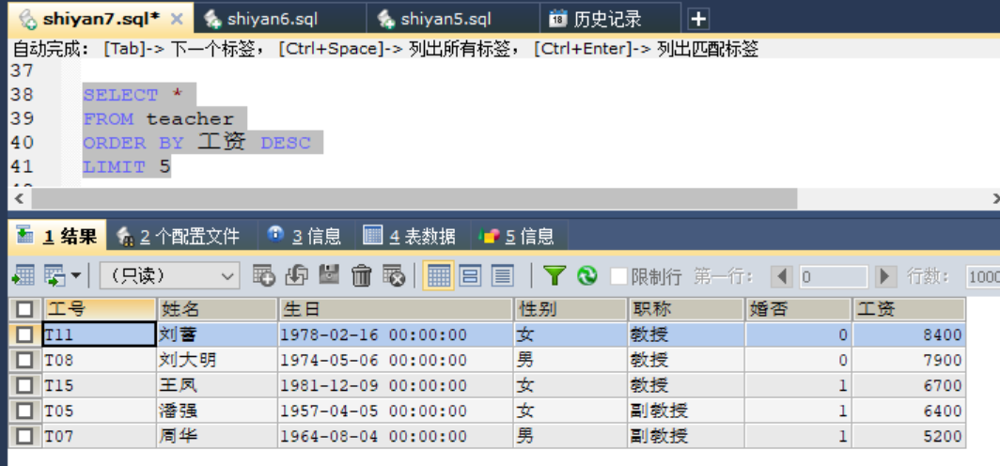 shiyan7.sql* shiyan6.sql shiyan5.sql 历史记录
自动完成: [Tab]-> 下一个标签, [Ctrl+Space]-> 列出所有标签, [Ctrl+Enter]-> 列出匹配标签
37
38 SELECT *
39 FROM teacher
40 ORDER BY 工资 DESC
41 LIMIT 5
1 结果 2 个配置文件 3 信息 4 表数据 5 信息
(只读) 限制行 第一行: 0 行数: 1000
工号 姓名 生日 性别 职称 婚否 工资
T11 刘蕾 1978-02-16 00:00:00 女 教授 0 8400
T08 刘大明 1974-05-06 00:00:00 男 教授 0 7900
T15 王凤 1981-12-09 00:00:00 女 教授 1 6700
T05 潘强 1957-04-05 00:00:00 女 副教授 1 6400
T07 周华 1964-08-04 00:00:00 男 副教授 1 5200